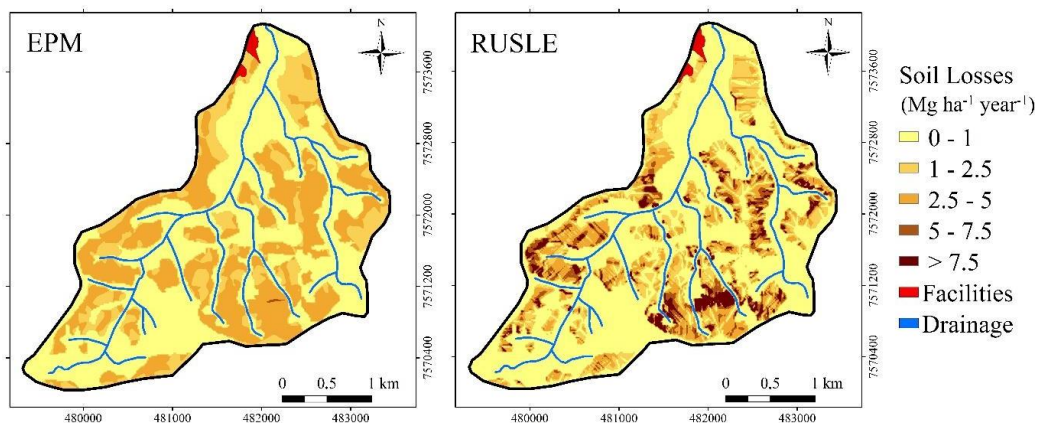 EPM
N
7573600
7572800
7572000
7571200
7570400
0 0.5 1 km
480000 481000 482000 483000
RUSLE
N
7573600
7572800
7572000
7571200
7570400
0 0.5 1 km
480000 481000 482000 483000
Soil Losses
(Mg ha⁻¹ year⁻¹)
0 - 1
1 - 2.5
2.5 - 5
5 - 7.5
> 7.5
Facilities
Drainage